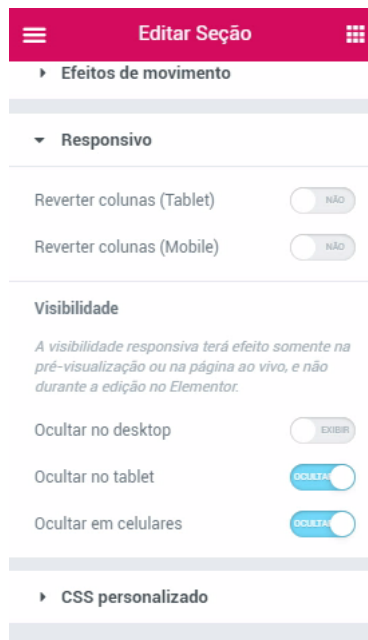 Editar Seção
Efeitos de movimento
Responsivo
Reverter colunas (Tablet) NÃO
Reverter colunas (Mobile) NÃO
Visibilidade
A visibilidade responsiva terá efeito somente na
pré-visualização ou na página ao vivo, e não
durante a edição no Elementor.
Ocultar no desktop EXIBIR
Ocultar no tablet OCULTA
Ocultar em celulares OCULTA
CSS personalizado